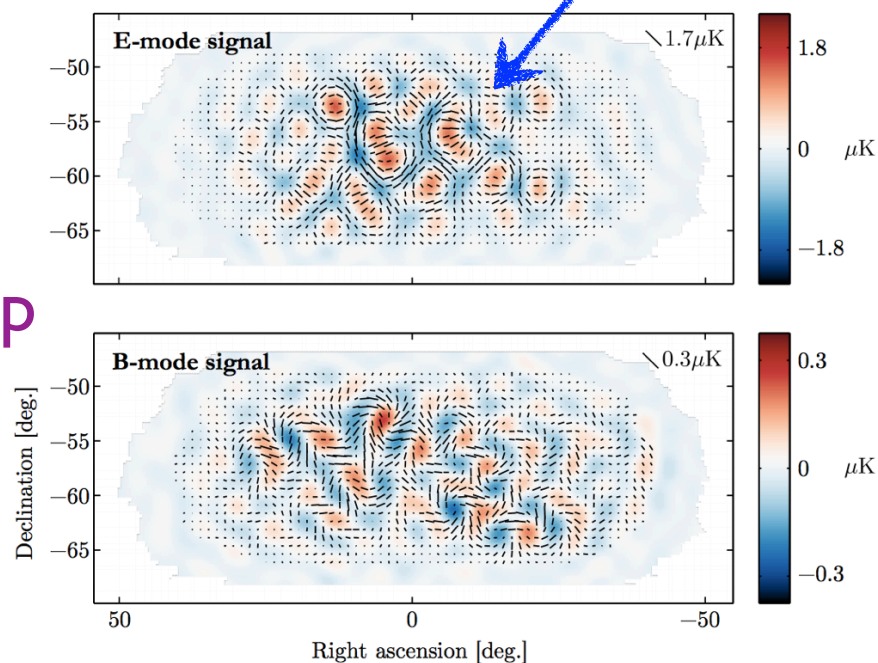 E-mode signal
1.7μK
−50
−55
−60
−65
1.8
0
−1.8
μK
P
B-mode signal
0.3μK
−50
−55
−60
−65
Declination [deg.]
0.3
0
−0.3
μK
50
0
−50
Right ascension [deg.]